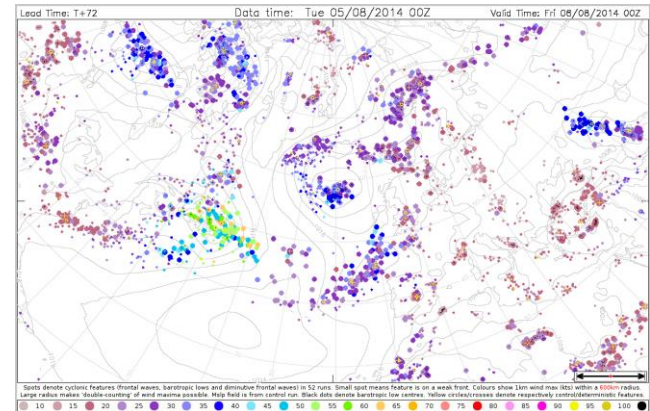 Lead Time: T+72 Data time: Tue 05/08/2014 00Z Valid Time: Fri 08/08/2014 00Z
Spots denote cyclonic features (frontal waves, barotropic lows and diminutive frontal waves) in 52 runs. Small spot means feature is on a weak front. Colours show 1km wind max (kts) within a 600km radius.
Large radius makes 'double-counting' of wind maxima possible. Mslp field is from control run. Black dots denote barotropic low centres. Yellow circles/crosses denote respectively control/deterministic features.
10 15 20 25 30 35 40 45 50 55 60 65 70 75 80 85 90 95 100